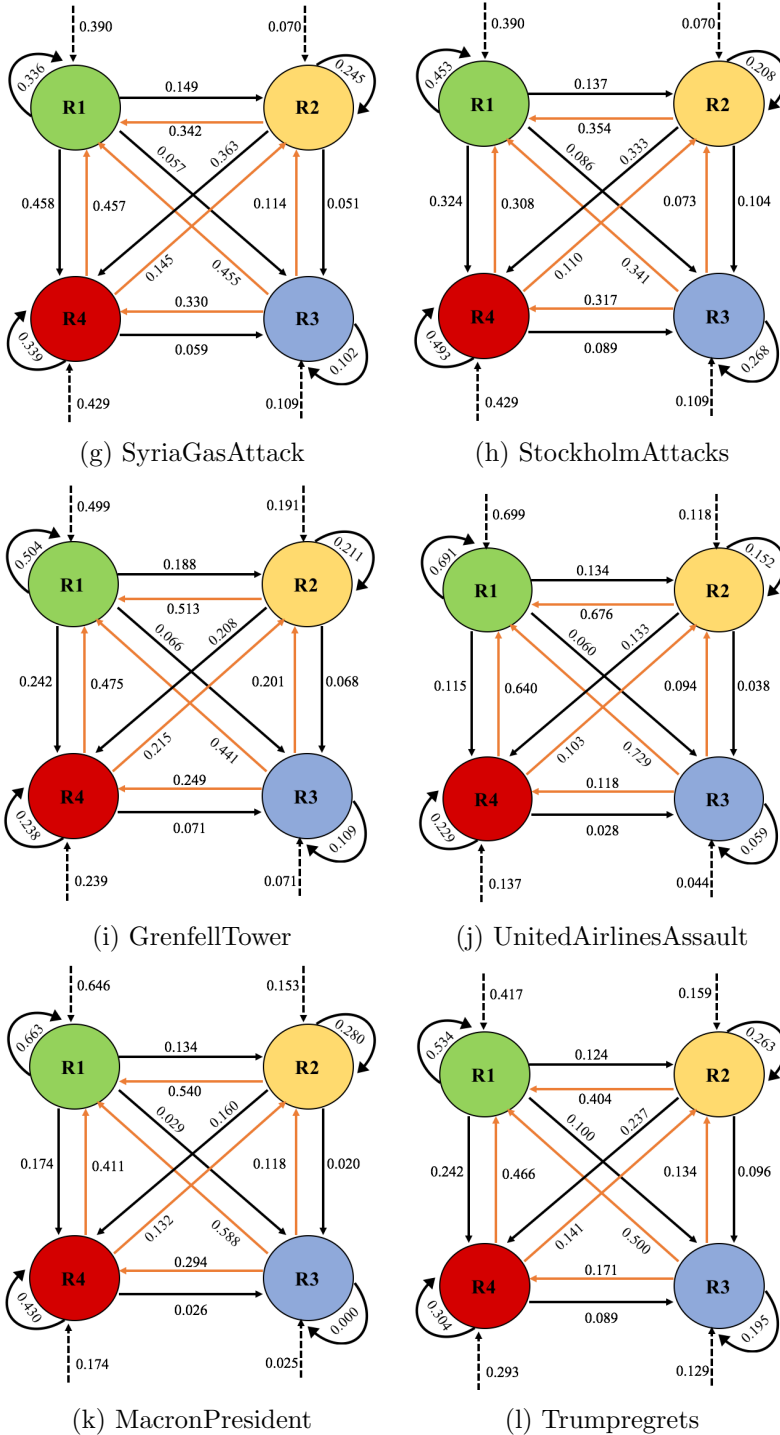 0.390 0.070 0.390 0.070
0.336 0.245 0.453 0.208
R1 0.149 R2 R1 0.137 R2
0.342 0.354
0.057 0.363 0.086 0.333
0.458 0.457 0.114 0.051 0.324 0.308 0.073 0.104
0.145 0.455 0.110 0.341
R4 0.330 R3 R4 0.317 R3
0.339 0.059 0.102 0.493 0.089 0.268
0.429 0.109 0.429 0.109
(g) SyriaGasAttack (h) StockholmAttacks
0.499 0.191 0.699 0.118
0.504 0.211 0.691 0.152
R1 0.188 R2 R1 0.134 R2
0.513 0.676
0.066 0.208 0.060 0.133
0.242 0.475 0.201 0.068 0.115 0.640 0.094 0.038
0.215 0.441 0.103 0.729
R4 0.249 R3 R4 0.118 R3
0.238 0.071 0.109 0.229 0.028 0.059
0.239 0.071 0.137 0.044
(i) GrenfellTower (j) UnitedAirlinesAssault
0.646 0.153 0.417 0.159
0.663 0.280 0.534 0.263
R1 0.134 R2 R1 0.124 R2
0.540 0.404
0.029 0.160 0.100 0.237
0.174 0.411 0.118 0.020 0.242 0.466 0.134 0.096
0.132 0.588 0.141 0.500
R4 0.294 R3 R4 0.171 R3
0.430 0.026 0.000 0.304 0.089 0.195
0.174 0.025 0.293 0.129
(k) MacronPresident (l) Trumpregrets